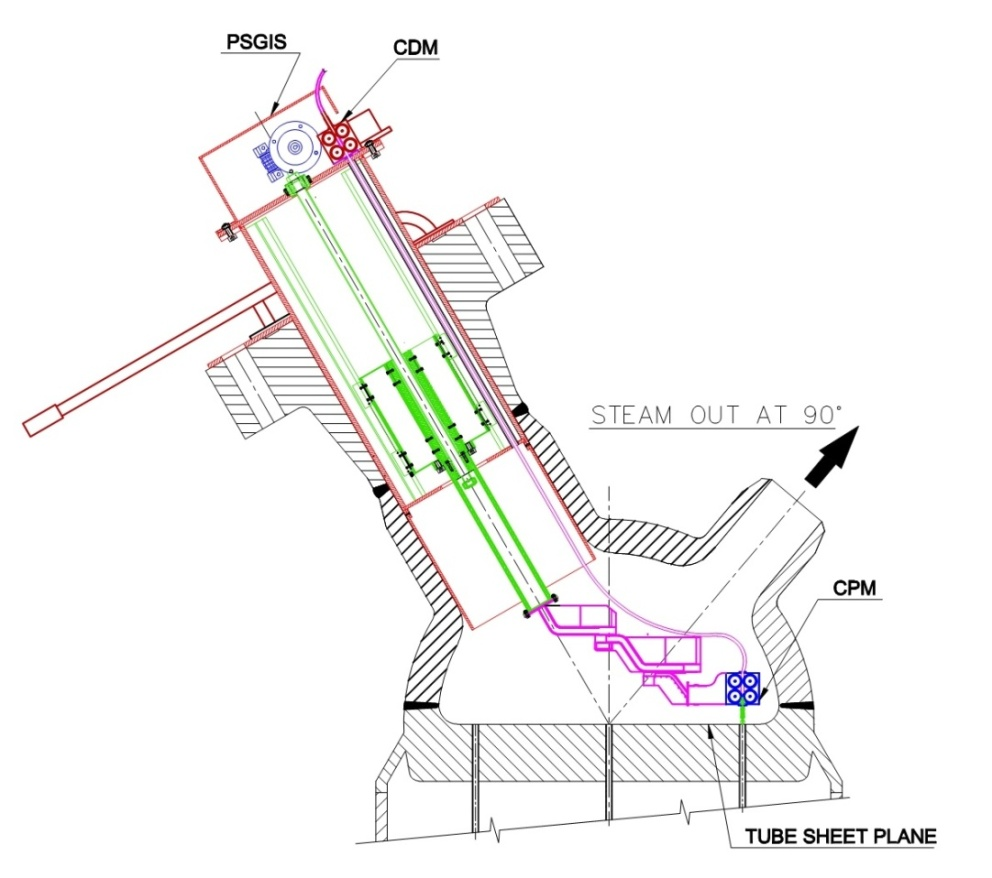 PSGIS
CDM
STEAM OUT AT 90°
CPM
TUBE SHEET PLANE